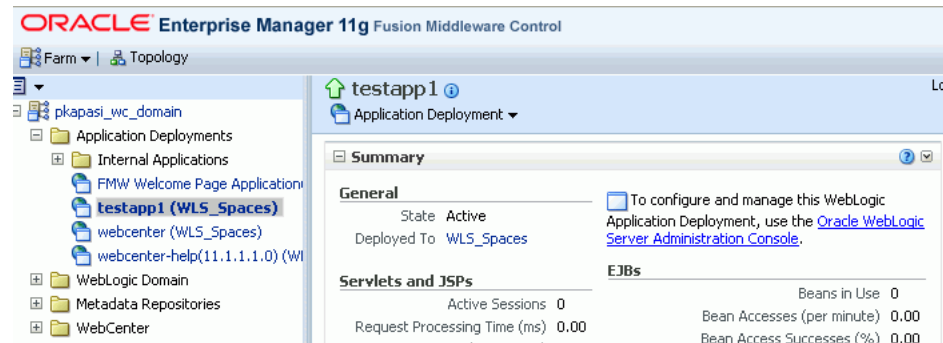 ORACLE Enterprise Manager 11g Fusion Middleware Control
Farm | Topology
pkapasi_wc_domain
Application Deployments
Internal Applications
FMW Welcome Page Application
testapp1 (WLS_Spaces)
webcenter (WLS_Spaces)
webcenter-help(11.1.1.1.0) (WI
WebLogic Domain
Metadata Repositories
WebCenter
testapp1
Lo
Application Deployment
Summary
General
State Active
Deployed To WLS_Spaces
Servlets and JSPs
Active Sessions 0
Request Processing Time (ms) 0.00
To configure and manage this WebLogic
Application Deployment, use the Oracle WebLogic
Server Administration Console.
EJBs
Beans in Use 0
Bean Accesses (per minute) 0.00
Bean Access Successes (%) 0.00